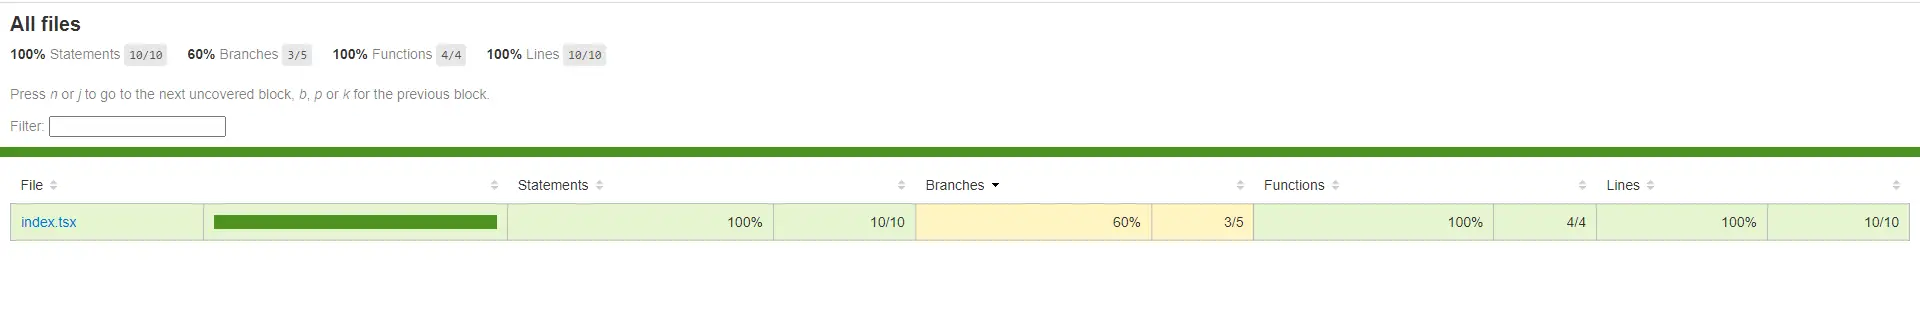 All files
100% Statements 10/10 60% Branches 3/5 100% Functions 4/4 100% Lines 10/10
Press n or j to go to the next uncovered block, b, p or k for the previous block.
Filter:
File Statements Branches Functions Lines
index.tsx 100% 10/10 60% 3/5 100% 4/4 100% 10/10